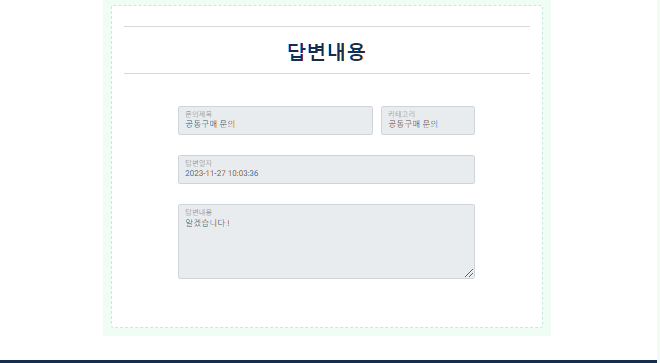 답변내용
문의제목
카테고리
공동구매 문의
공동구매 문의
답변일자
2023-11-27 10:03:36
답변내용
알겠습니다 !